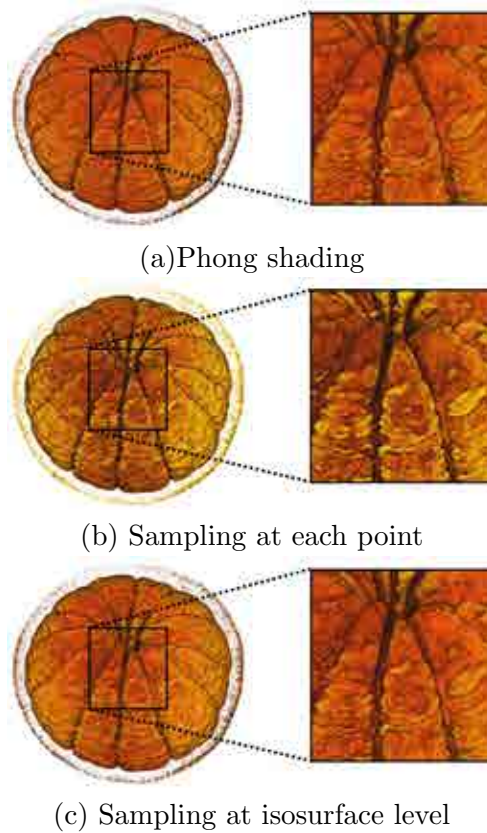 (a)Phong shading
(b) Sampling at each point
(c) Sampling at isosurface level